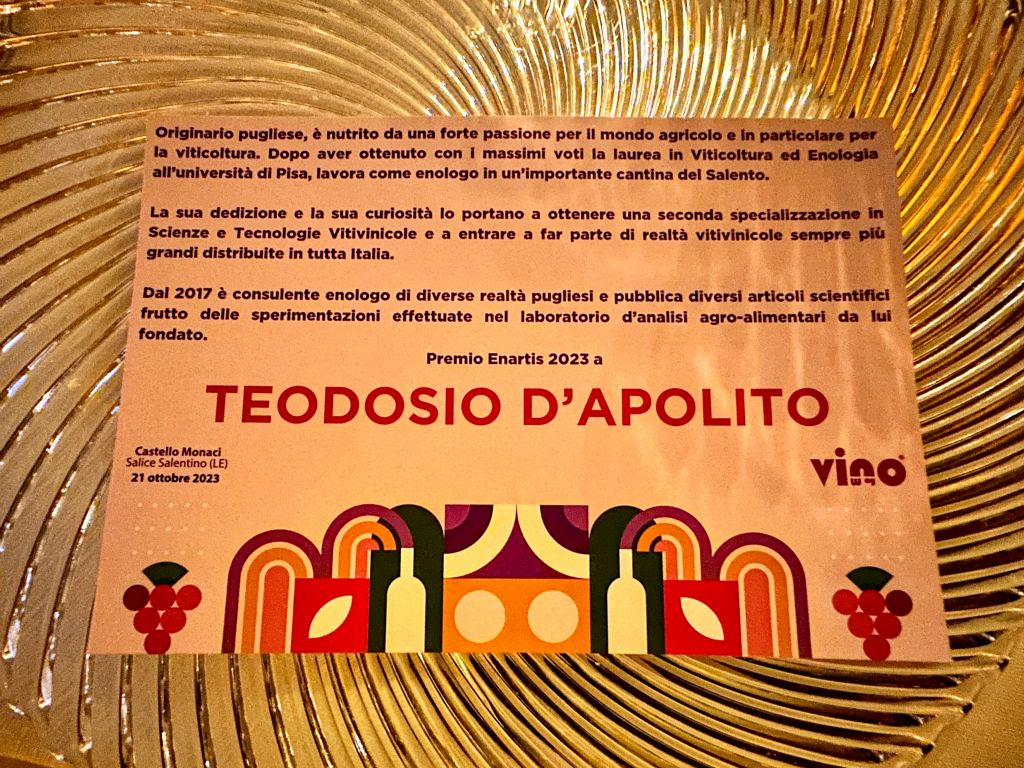 Originario pugliese, è nutrito da una forte passione per il mondo agricolo e in particolare per
la viticoltura. Dopo aver ottenuto con i massimi voti la laurea in Viticoltura ed Enologia
all'università di Pisa, lavora come enologo in un'importante cantina del Salento.
La sua dedizione e la sua curiosità lo portano a ottenere una seconda specializzazione in
Scienze e Tecnologie Vitivinicole e a entrare a far parte di realtà vitivinicole sempre più
grandi distribuite in tutta Italia.
Dal 2017 è consulente enologo di diverse realtà pugliesi e pubblica diversi articoli scientifici
frutto delle sperimentazioni effettuate nel laboratorio d'analisi agro-alimentari da lui
fondato.
Premio Enartis 2023 a
TEODOSIO D'APOLITO
Castello Monaci
Salice Salentino (LE)
21 ottobre 2023
vino